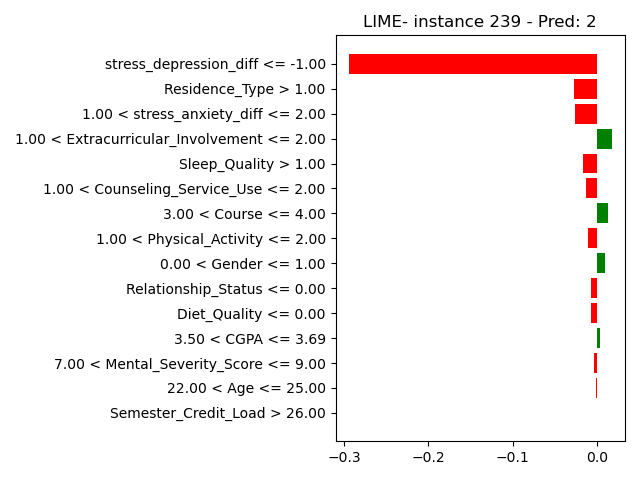 LIME- instance 239 - Pred: 2
stress_depression_diff <= -1.00
Residence_Type > 1.00
1.00 < stress_anxiety_diff <= 2.00
1.00 < Extracurricular_Involvement <= 2.00
Sleep_Quality > 1.00
1.00 < Counseling_Service_Use <= 2.00
3.00 < Course <= 4.00
1.00 < Physical_Activity <= 2.00
0.00 < Gender <= 1.00
Relationship_Status <= 0.00
Diet_Quality <= 0.00
3.50 < CGPA <= 3.69
7.00 < Mental_Severity_Score <= 9.00
22.00 < Age <= 25.00
Semester_Credit_Load > 26.00
−0.3 −0.2 −0.1 0.0